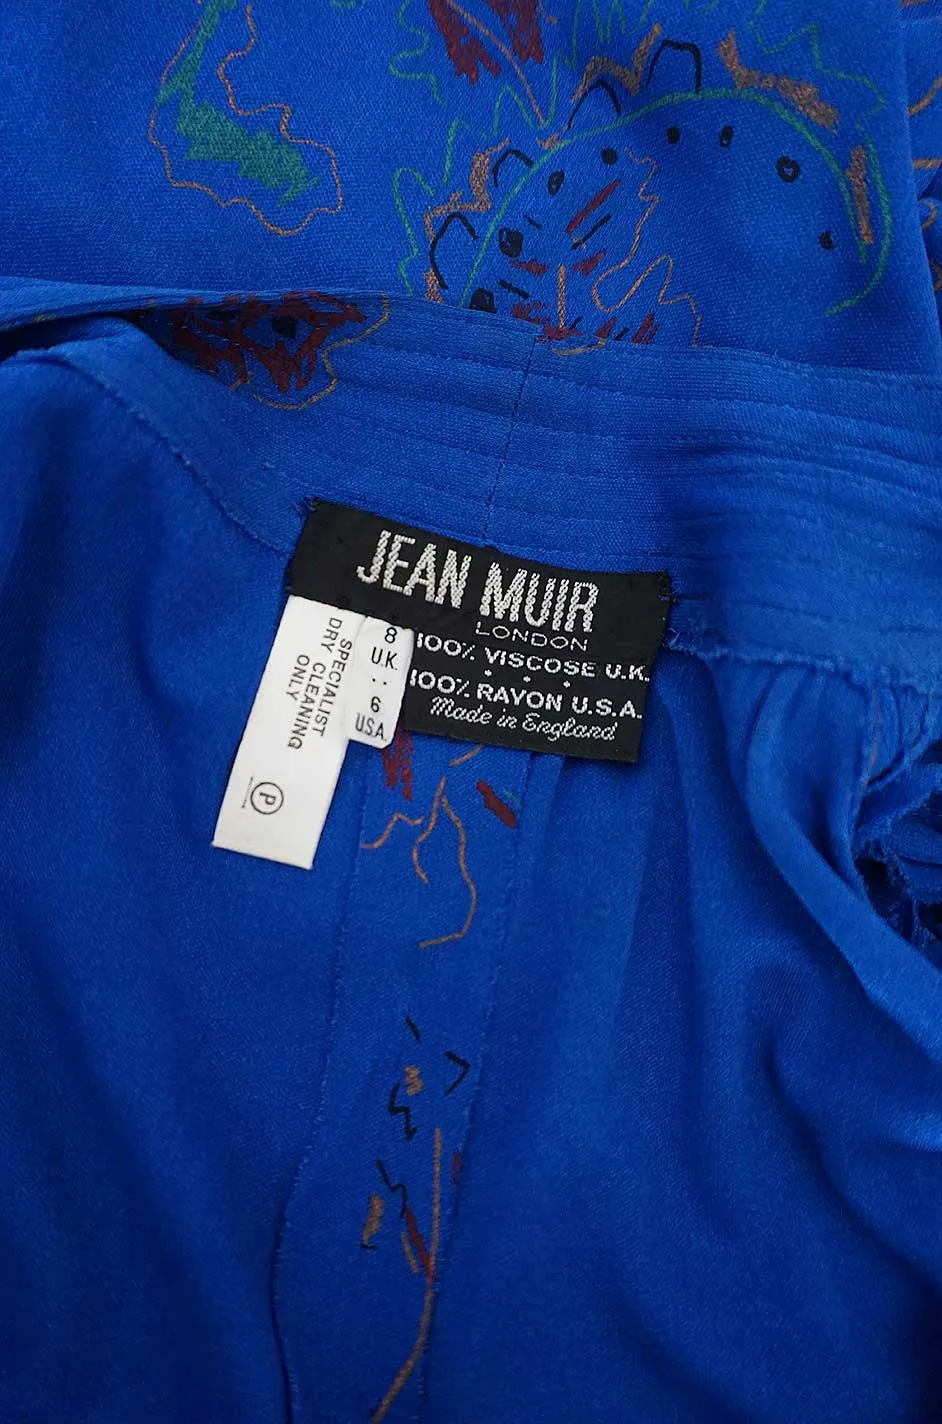 JEAN MUIR
LONDON
100% VISCOSE U.K.
100% RAYON U.S.A.
Made in England
8
U.K.
6
U.S.A.
SPECIALIST
DRY CLEANING
ONLY
P